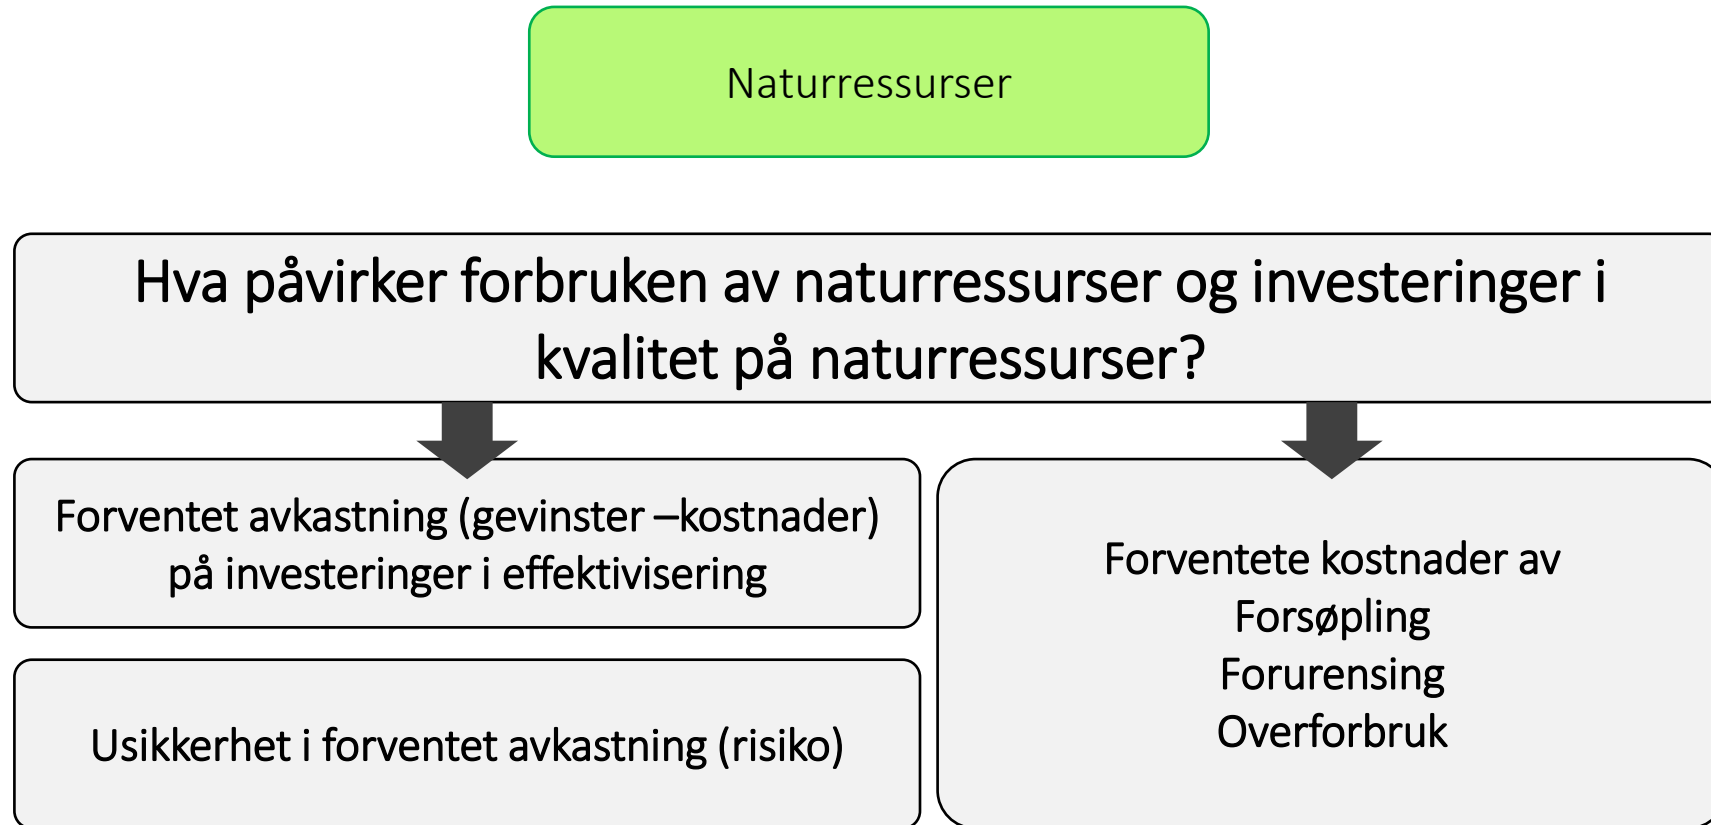 Naturressurser
Hva påvirker forbruken av naturressurser og investeringer i
kvalitet på naturressurser?
Forventet avkastning (gevinster –kostnader)
på investeringer i effektivisering
Usikkerhet i forventet avkastning (risiko)
Forventete kostnader av
Forsøpling
Forurensing
Overforbruk